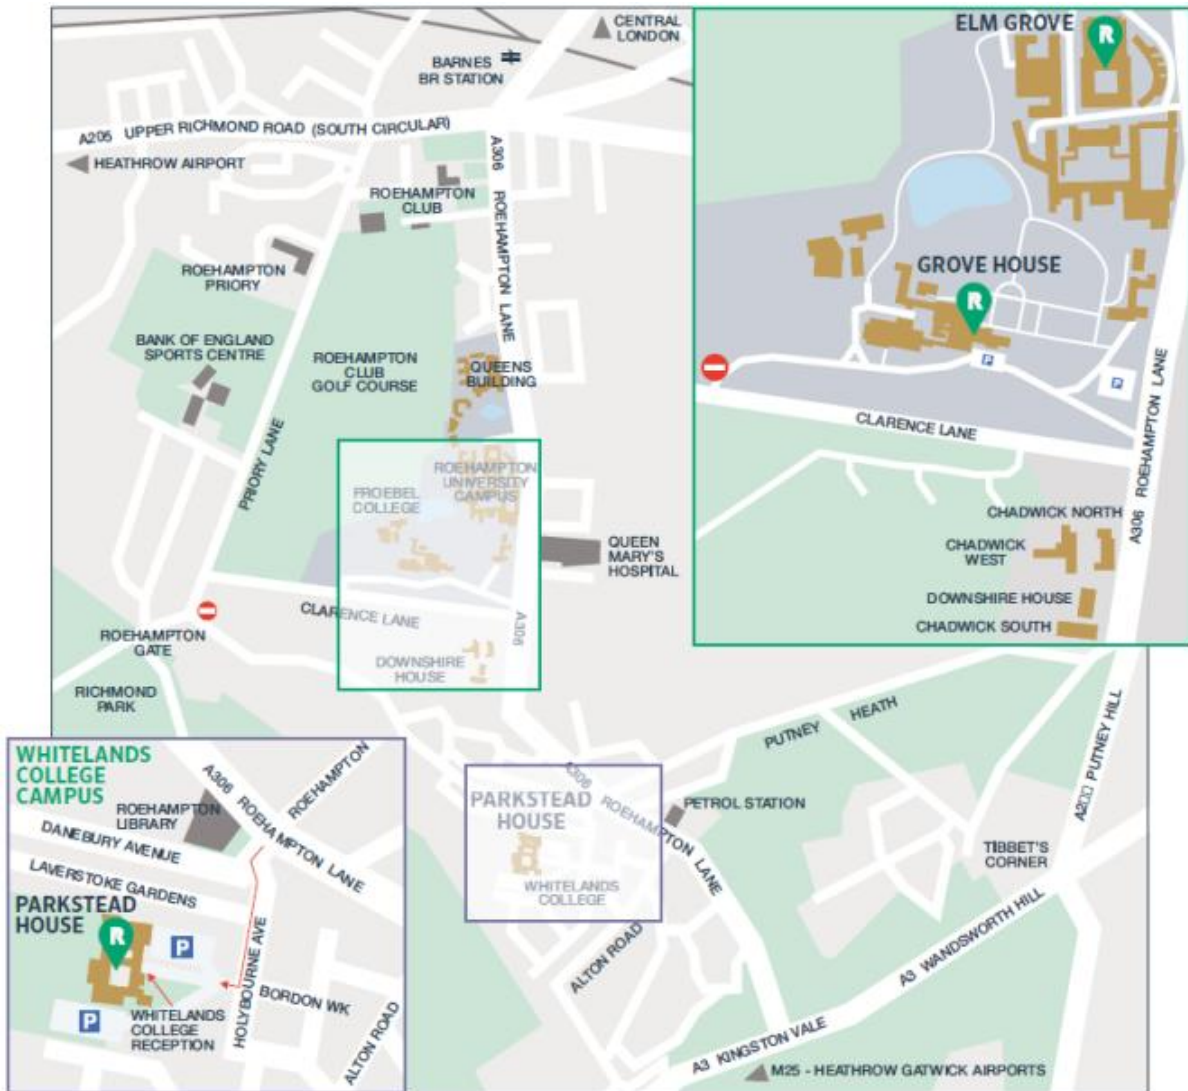 CENTRAL
LONDON
BARNES
BR STATION
A205 UPPER RICHMOND ROAD (SOUTH CIRCULAR)
HEATHROW AIRPORT
A306 ROEHAMPTON LANE
ROEHAMPTON
CLUB
ROEHAMPTON
PRIORY
BANK OF ENGLAND
SPORTS CENTRE
ROEHAMPTON
CLUB
GOLF COURSE
QUEENS
BUILDING
PRIORY LANE
ROEHAMPTON
UNIVERSITY
CAMPUS
FROEBEL
COLLEGE
QUEEN
MARY'S
HOSPITAL
CLARENCE LANE
A306
ROEHAMPTON
GATE
DOWNSHIRE
HOUSE
RICHMOND
PARK
ELM GROVE
R
GROVE HOUSE
R
P
P
CLARENCE LANE
A306 ROEHAMPTON LANE
CHADWICK NORTH
CHADWICK
WEST
DOWNSHIRE HOUSE
CHADWICK SOUTH
PUTNEY HEATH
PUTNEY HILL
A306 ROEHAMPTON LANE
PARKSTEAD
HOUSE
PETROL STATION
WHITELANDS
COLLEGE
TIBBET'S
CORNER
ALTON ROAD
A3 WANDSWORTH HILL
A3 KINGSTON VALE
M25 - HEATHROW GATWICK AIRPORTS
WHITELANDS
COLLEGE
CAMPUS
ROEHAMPTON
LIBRARY
A306 ROEHAMPTON LANE
ROEHAMPTON
DANEBURY AVENUE
LAVERSTOKE GARDENS
PARKSTEAD
HOUSE
R
P
P
HOLYBOURNE AVE
BORDON WK
WHITELANDS
COLLEGE
RECEPTION
ALTON ROAD